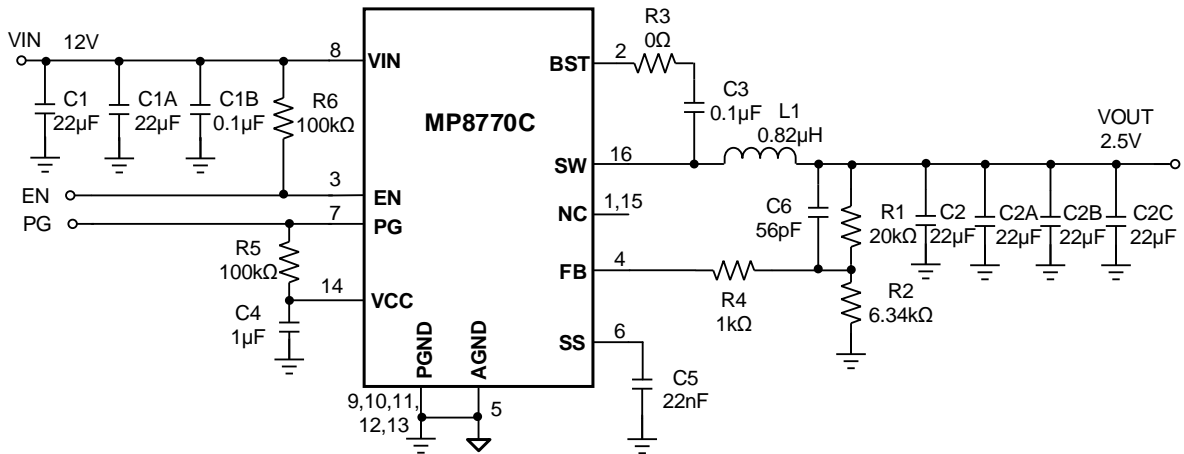 VIN
12V
8
VIN
BST
2
R3
0Ω
C1
22µF
C1A
22µF
C1B
0.1µF
R6
100kΩ
MP8770C
C3
0.1µF
L1
0.82µH
VOUT
2.5V
SW
16
EN
3
EN
NC
1,15
PG
7
PG
C6
56pF
R1
20kΩ
C2
22µF
C2A
22µF
C2B
22µF
C2C
22µF
R5
100kΩ
FB
4
R4
1kΩ
R2
6.34kΩ
14
VCC
C4
1µF
SS
6
C5
22nF
PGND
AGND
9,10,11,
12,13
5